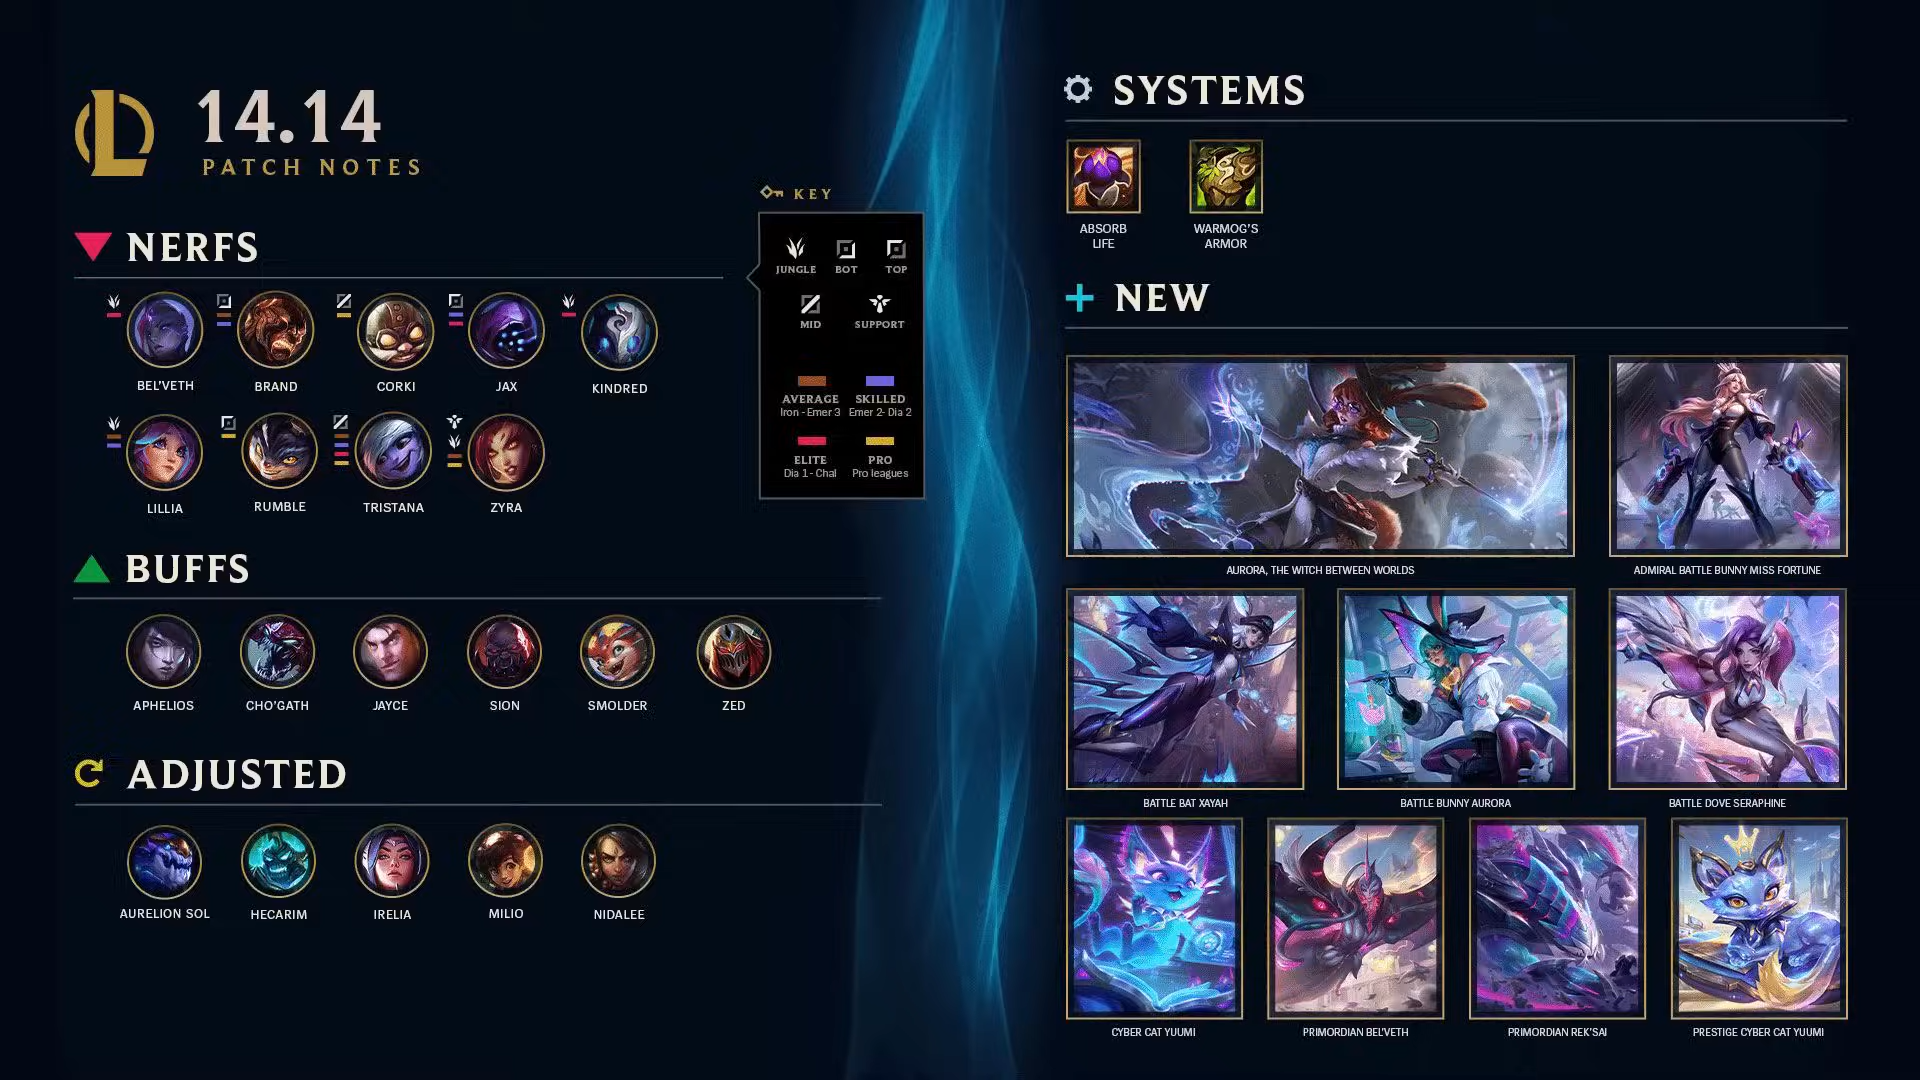 14.14
PATCH NOTES
NERFS
BEL'VETH
BRAND
CORKI
JAX
KINDRED
LILLIA
RUMBLE
TRISTANA
ZYRA
KEY
JUNGLE
BOT
TOP
MID
SUPPORT
AVERAGE
Iron - Emer 3
SKILLED
Emer 2- Dia 2
ELITE
Dia 1 - Chal
PRO
Pro leagues
BUFFS
APHELIOS
CHO'GATH
JAYCE
SION
SMOLDER
ZED
ADJUSTED
AURELION SOL
HECARIM
IRELIA
MILIO
NIDALEE
SYSTEMS
ABSORB
LIFE
WARMOG'S
ARMOR
NEW
AURORA, THE WITCH BETWEEN WORLDS
ADMIRAL BATTLE BUNNY MISS FORTUNE
BATTLE BAT XAYAH
BATTLE BUNNY AURORA
BATTLE DOVE SERAPHINE
CYBER CAT YUUMI
PRIMORDIAN BEL'VETH
PRIMORDIAN REK'SAI
PRESTIGE CYBER CAT YUUMI